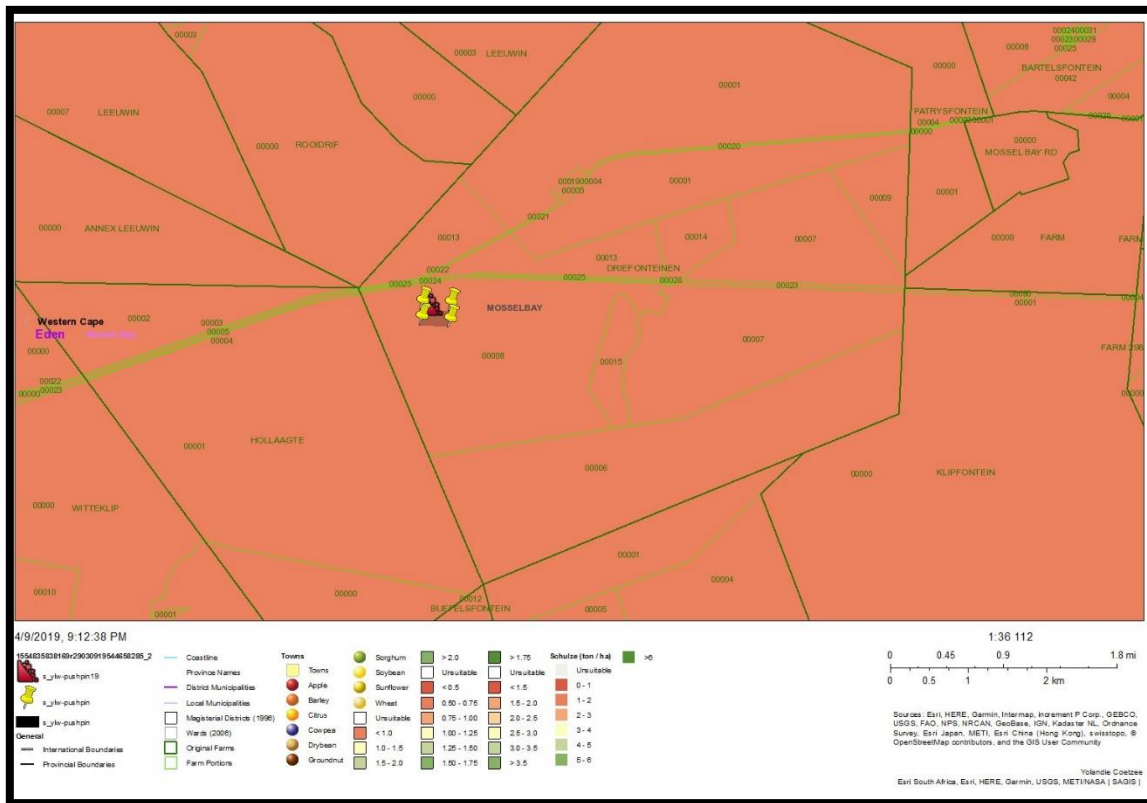 00003
LEEUWIN
00003
0002400031
0002300029
00025
00008
00000
BARTELSFONTEIN
00042
00001
00000
00004
00007
LEEUWIN
PATRYSFONTEIN
00004
00000
00000
ROOIDRIF
00020
00000
MOSSEL BAY RD
0001900004
00005
00001
00001
00009
00021
00000
ANNEX LEEUWIN
00013
00014
00007
00000
FARM
FARM
00013
DRIEFONTEINEN
00022
00024
00025
00025
00026
00023
00001
00004
MOSSELBAY
Western Cape
00002
00003
Eden
00005
00004
00000
00008
00007
FARM 298
00015
00022
00023
00000
00000
HOLLAAGTE
00001
00006
00000
KLIPFONTEIN
00000
WITTEKLIP
00001
00004
00010
00000
00012
BUFFELSFONTEIN
00001
00005
4/9/2019, 9:12:38 PM
1:36 112
1554835838169r29030919544658285_2
s_ylw-pushpin19
s_ylw-pushpin
s_ylw-pushpin
General
International Boundaries
Provincial Boundaries
Coastline
Province Names
District Municipalities
Local Municipalities
Magisterial Districts (1996)
Wards (2006)
Original Farms
Farm Portions
Towns
Towns
Apple
Barley
Citrus
Cowpea
Drybean
Groundnut
Sorghum
Soybean
Sunflower
Wheat
Unsuitable
< 1.0
1.0 - 1.5
1.5 - 2.0
> 2.0
Unsuitable
< 0.5
0.50 - 0.75
0.75 - 1.00
1.00 - 1.25
1.25 - 1.50
1.50 - 1.75
> 1.75
Unsuitable
< 1.5
1.5 - 2.0
2.0 - 2.5
2.5 - 3.0
3.0 - 3.5
> 3.5
Schulze (ton / ha)
Unsuitable
0 - 1
1 - 2
2 - 3
3 - 4
4 - 5
5 - 6
>6
0 0.45 0.9 1.8 mi
0 0.5 1 2 km
Sources: Esri, HERE, Garmin, Intermap, increment P Corp., GEBCO,
USGS, FAO, NPS, NRCAN, GeoBase, IGN, Kadaster NL, Ordnance
Survey, Esri Japan, METI, Esri China (Hong Kong), swisstopo, ©
OpenStreetMap contributors, and the GIS User Community
Yolandie Coetzee
Esri South Africa, Esri, HERE, Garmin, USGS, METI/NASA | SAGIS |